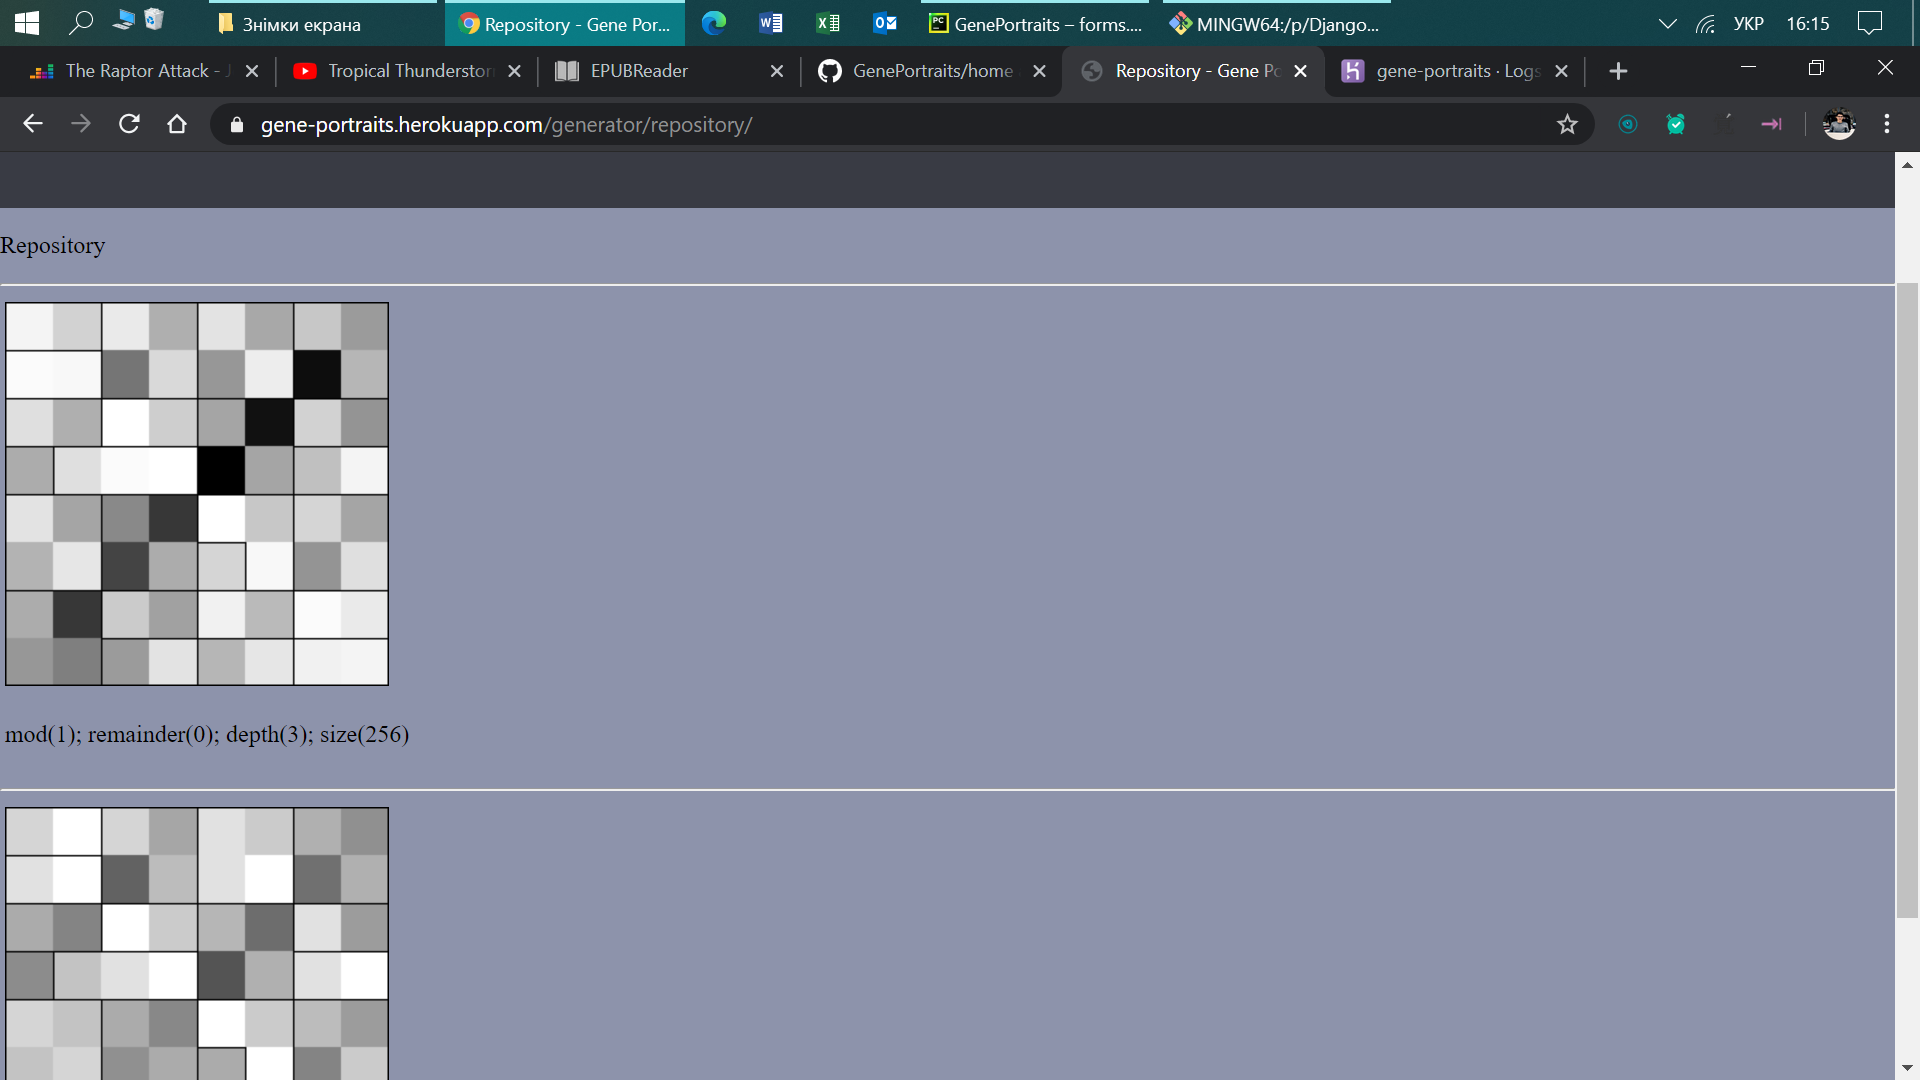 Знімки екрана
Repository - Gene Por...
GenePortraits – forms....
MINGW64:/p/Django...
УКР
16:15
The Raptor Attack - J
Tropical Thunderstor
EPUBReader
GenePortraits/home
Repository - Gene Po
gene-portraits · Logs
gene-portraits.herokuapp.com/generator/repository/
Repository
mod(1); remainder(0); depth(3); size(256)